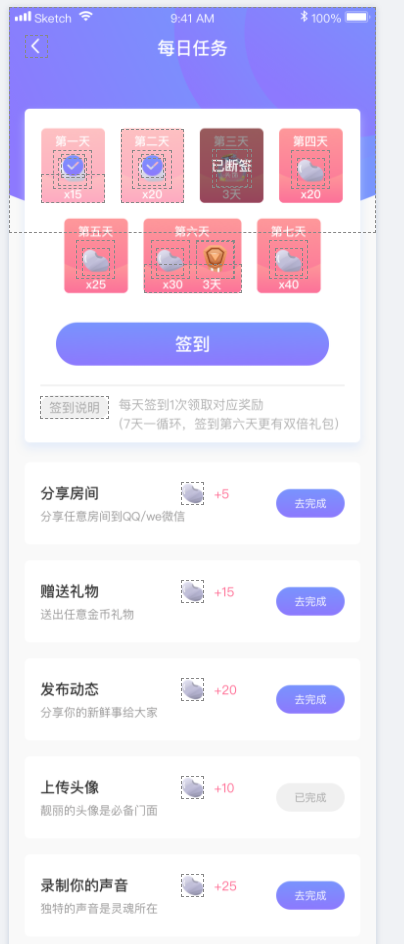 Sketch 9:41 AM 100%
每日任务
第一天 第二天 第三天 第四天
已断签
x15 x20 3天 x20
第五天 第六天 第七天
x25 x30 3天 x40
签到
签到说明 每天签到1次领取对应奖励
(7天一循环，签到第六天更有双倍礼包)
分享房间 +5 去完成
分享任意房间到QQ/we微信
赠送礼物 +15 去完成
送出任意金币礼物
发布动态 +20 去完成
分享你的新鲜事给大家
上传头像 +10 已完成
靓丽的头像是必备门面
录制你的声音 +25 去完成
独特的声音是灵魂所在